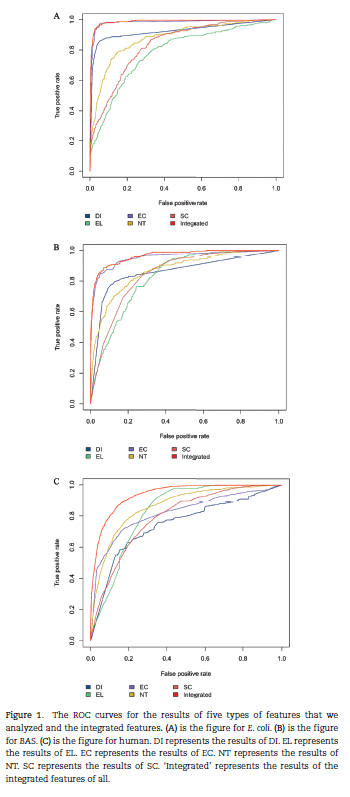 A
True positive rate
1.0
0.8
0.6
0.4
0.2
0.0
0.0 0.2 0.4 0.6 0.8 1.0
False positive rate
DI EC SC
EL NT Integrated
B
True positive rate
1.0
0.8
0.6
0.4
0.2
0.0
0.0 0.2 0.4 0.6 0.8 1.0
False positive rate
DI EC SC
EL NT Integrated
C
True positive rate
1.0
0.8
0.6
0.4
0.2
0.0
0.0 0.2 0.4 0.6 0.8 1.0
False positive rate
DI EC SC
EL NT Integrated
Figure 1. The ROC curves for the results of five types of features that we
analyzed and the integrated features. (A) is the figure for E. coli. (B) is the figure
for BAS. (C) is the figure for human. DI represents the results of DI. EL represents
the results of EL. EC represents the results of EC. NT represents the results of
NT. SC represents the results of SC. 'Integrated' represents the results of the
integrated features of all.